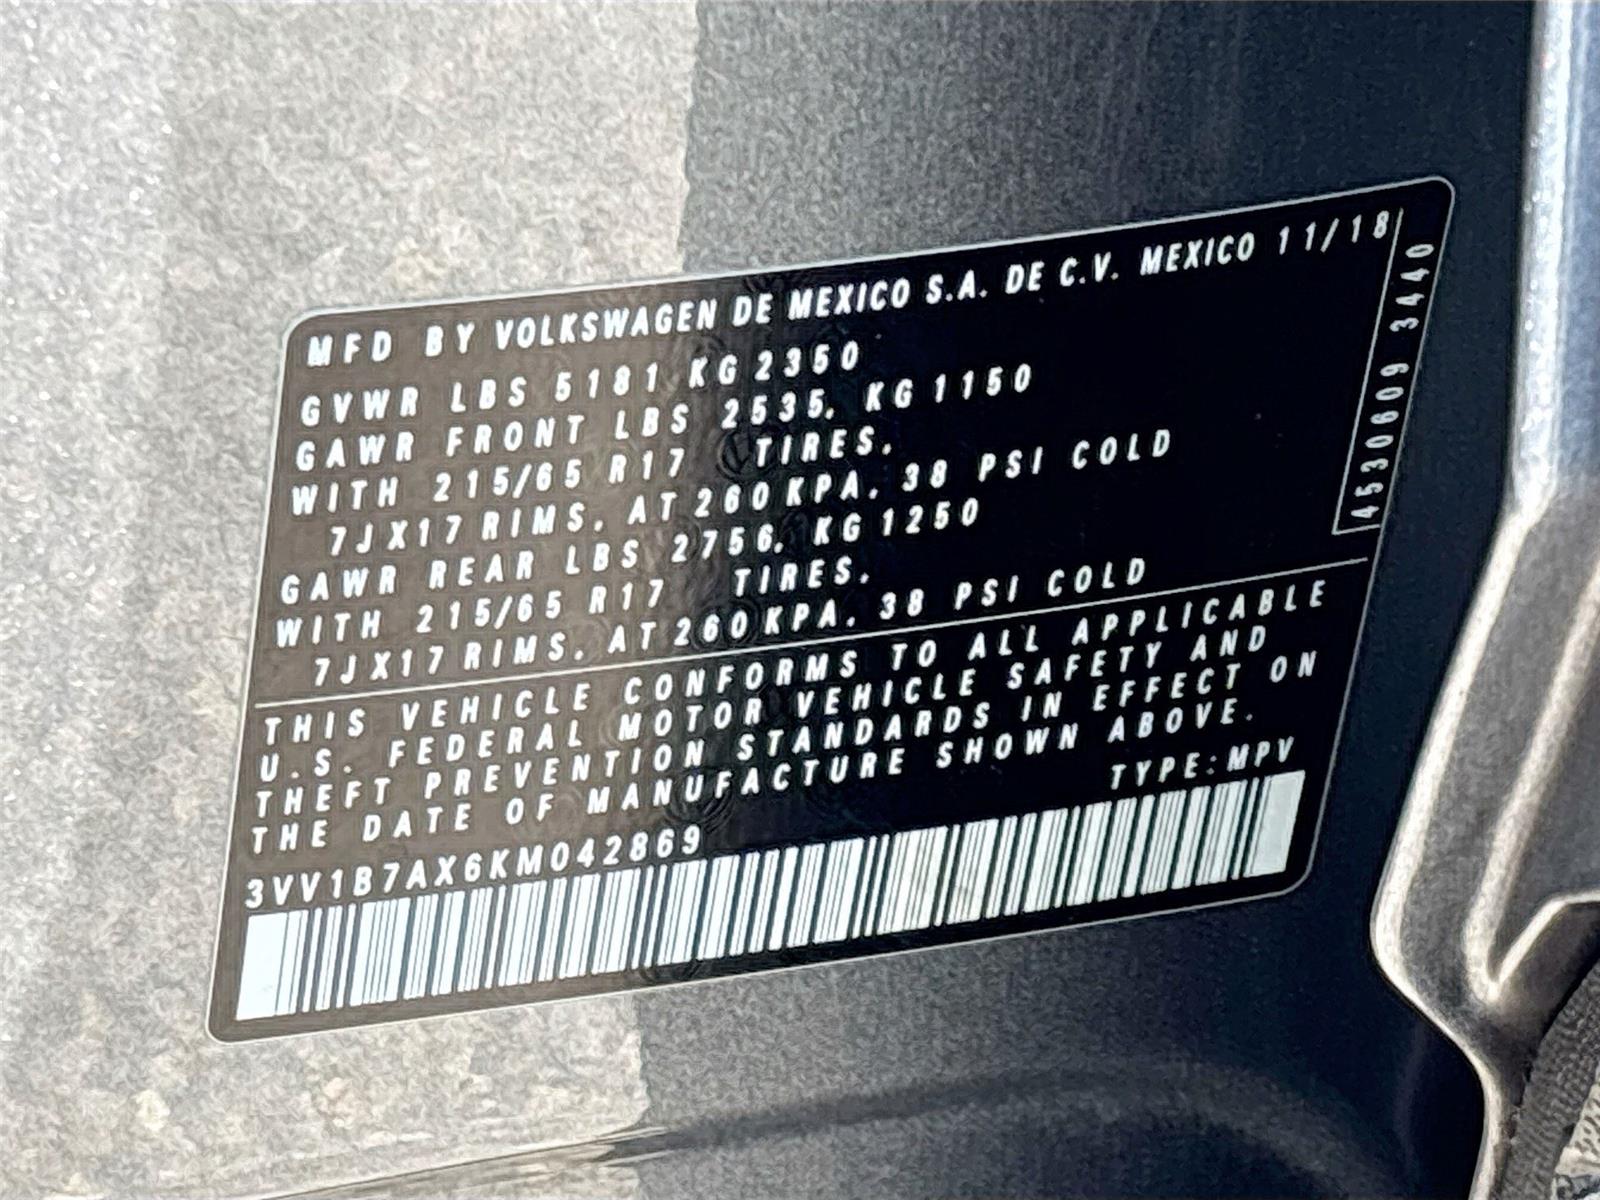 MFD BY VOLKSWAGEN DE MEXICO S.A. DE C.V. MEXICO 11/18
GVWR LBS 5181 KG 2350
GAWR FRONT LBS 2535, KG 1150
WITH 215/65 R17 TIRES,
7JX17 RIMS, AT 260 KPA, 38 PSI COLD
GAWR REAR LBS 2756, KG 1250
WITH 215/65 R17 TIRES,
7JX17 RIMS, AT 260 KPA, 38 PSI COLD
THIS VEHICLE CONFORMS TO ALL APPLICABLE
U.S. FEDERAL MOTOR VEHICLE SAFETY AND
THEFT PREVENTION STANDARDS IN EFFECT ON
THE DATE OF MANUFACTURE SHOWN ABOVE.
TYPE:MPV
3VV1B7AX6KM042869
4530609 3440